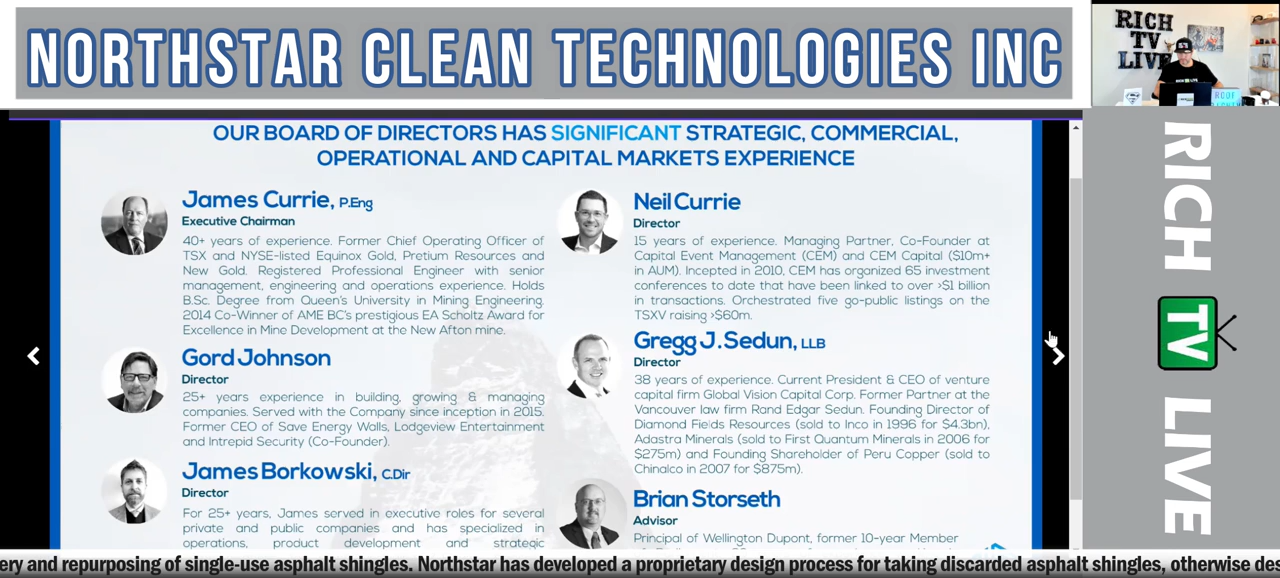 NORTHSTAR CLEAN TECHNOLOGIES INC
RICH
TV
LIVE
OUR BOARD OF DIRECTORS HAS SIGNIFICANT STRATEGIC, COMMERCIAL,
OPERATIONAL AND CAPITAL MARKETS EXPERIENCE
James Currie, P.Eng
Executive Chairman
40+ years of experience. Former Chief Operating Officer of
TSX and NYSE-listed Equinox Gold, Pretium Resources and
New Gold. Registered Professional Engineer with senior
management, engineering and operations experience. Holds
B.Sc. Degree from Queen's University in Mining Engineering.
2014 Co-Winner of AME BC's prestigious EA Scholtz Award for
Excellence in Mine Development at the New Afton mine.
Gord Johnson
Director
25+ years experience in building, growing & managing
companies. Served with the Company since inception in 2015.
Former CEO of Save Energy Walls, Lodgeview Entertainment
and Intrepid Security (Co-Founder).
James Borkowski, C.Dir
Director
For 25+ years, James served in executive roles for several
private and public companies and has specialized in
operations, product development and strategic
Neil Currie
Director
15 years of experience. Managing Partner, Co-Founder at
Capital Event Management (CEM) and CEM Capital ($10m+
in AUM). Incepted in 2010, CEM has organized 65 investment
conferences to date that have been linked to over >$1 billion
in transactions. Orchestrated five go-public listings on the
TSXV raising >$60m.
Gregg J. Sedun, LLB
Director
38 years of experience. Current President & CEO of venture
capital firm Global Vision Capital Corp. Former Partner at the
Vancouver law firm Rand Edgar Sedun. Founding Director of
Diamond Fields Resources (sold to Inco in 1996 for $4.3bn),
Adastra Minerals (sold to First Quantum Minerals in 2006 for
$275m) and Founding Shareholder of Peru Copper (sold to
Chinalco in 2007 for $875m).
Brian Storseth
Advisor
Principal of Wellington Dupont, former 10-year Member
RICH TV LIVE
ery and repurposing of single-use asphalt shingles. Northstar has developed a proprietary design process for taking discarded asphalt shingles, otherwise des